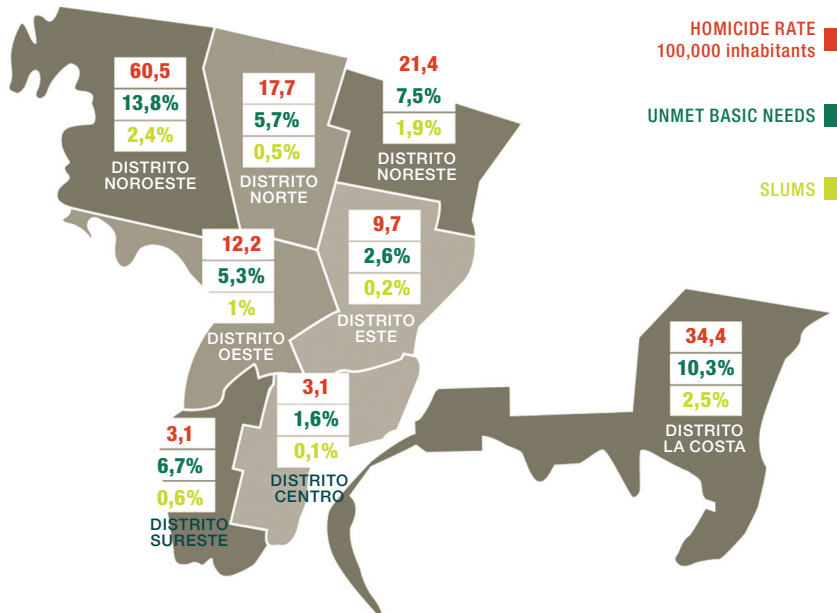 HOMICIDE RATE
100,000 inhabitants
UNMET BASIC NEEDS
SLUMS
60,5
13,8%
2,4%
DISTRITO
NOROESTE
17,7
5,7%
0,5%
DISTRITO
NORTE
21,4
7,5%
1,9%
DISTRITO
NORESTE
12,2
5,3%
1%
DISTRITO
OESTE
9,7
2,6%
0,2%
DISTRITO
ESTE
34,4
10,3%
2,5%
DISTRITO
LA COSTA
3,1
1,6%
0,1%
DISTRITO
CENTRO
3,1
6,7%
0,6%
DISTRITO
SURESTE